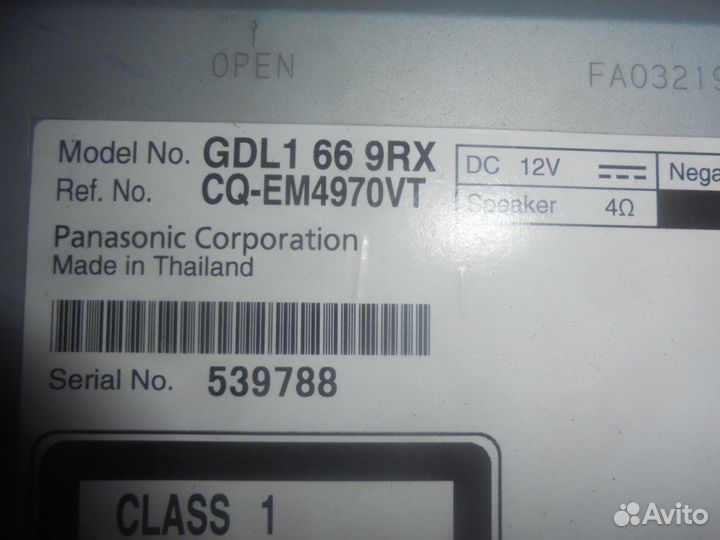 OPEN
FA03219
Model No. GDL1 66 9RX
Ref. No. CQ-EM4970VT
DC 12V
Nega
Speaker 4Ω
Panasonic Corporation
Made in Thailand
Serial No. 539788
CLASS 1
Avito